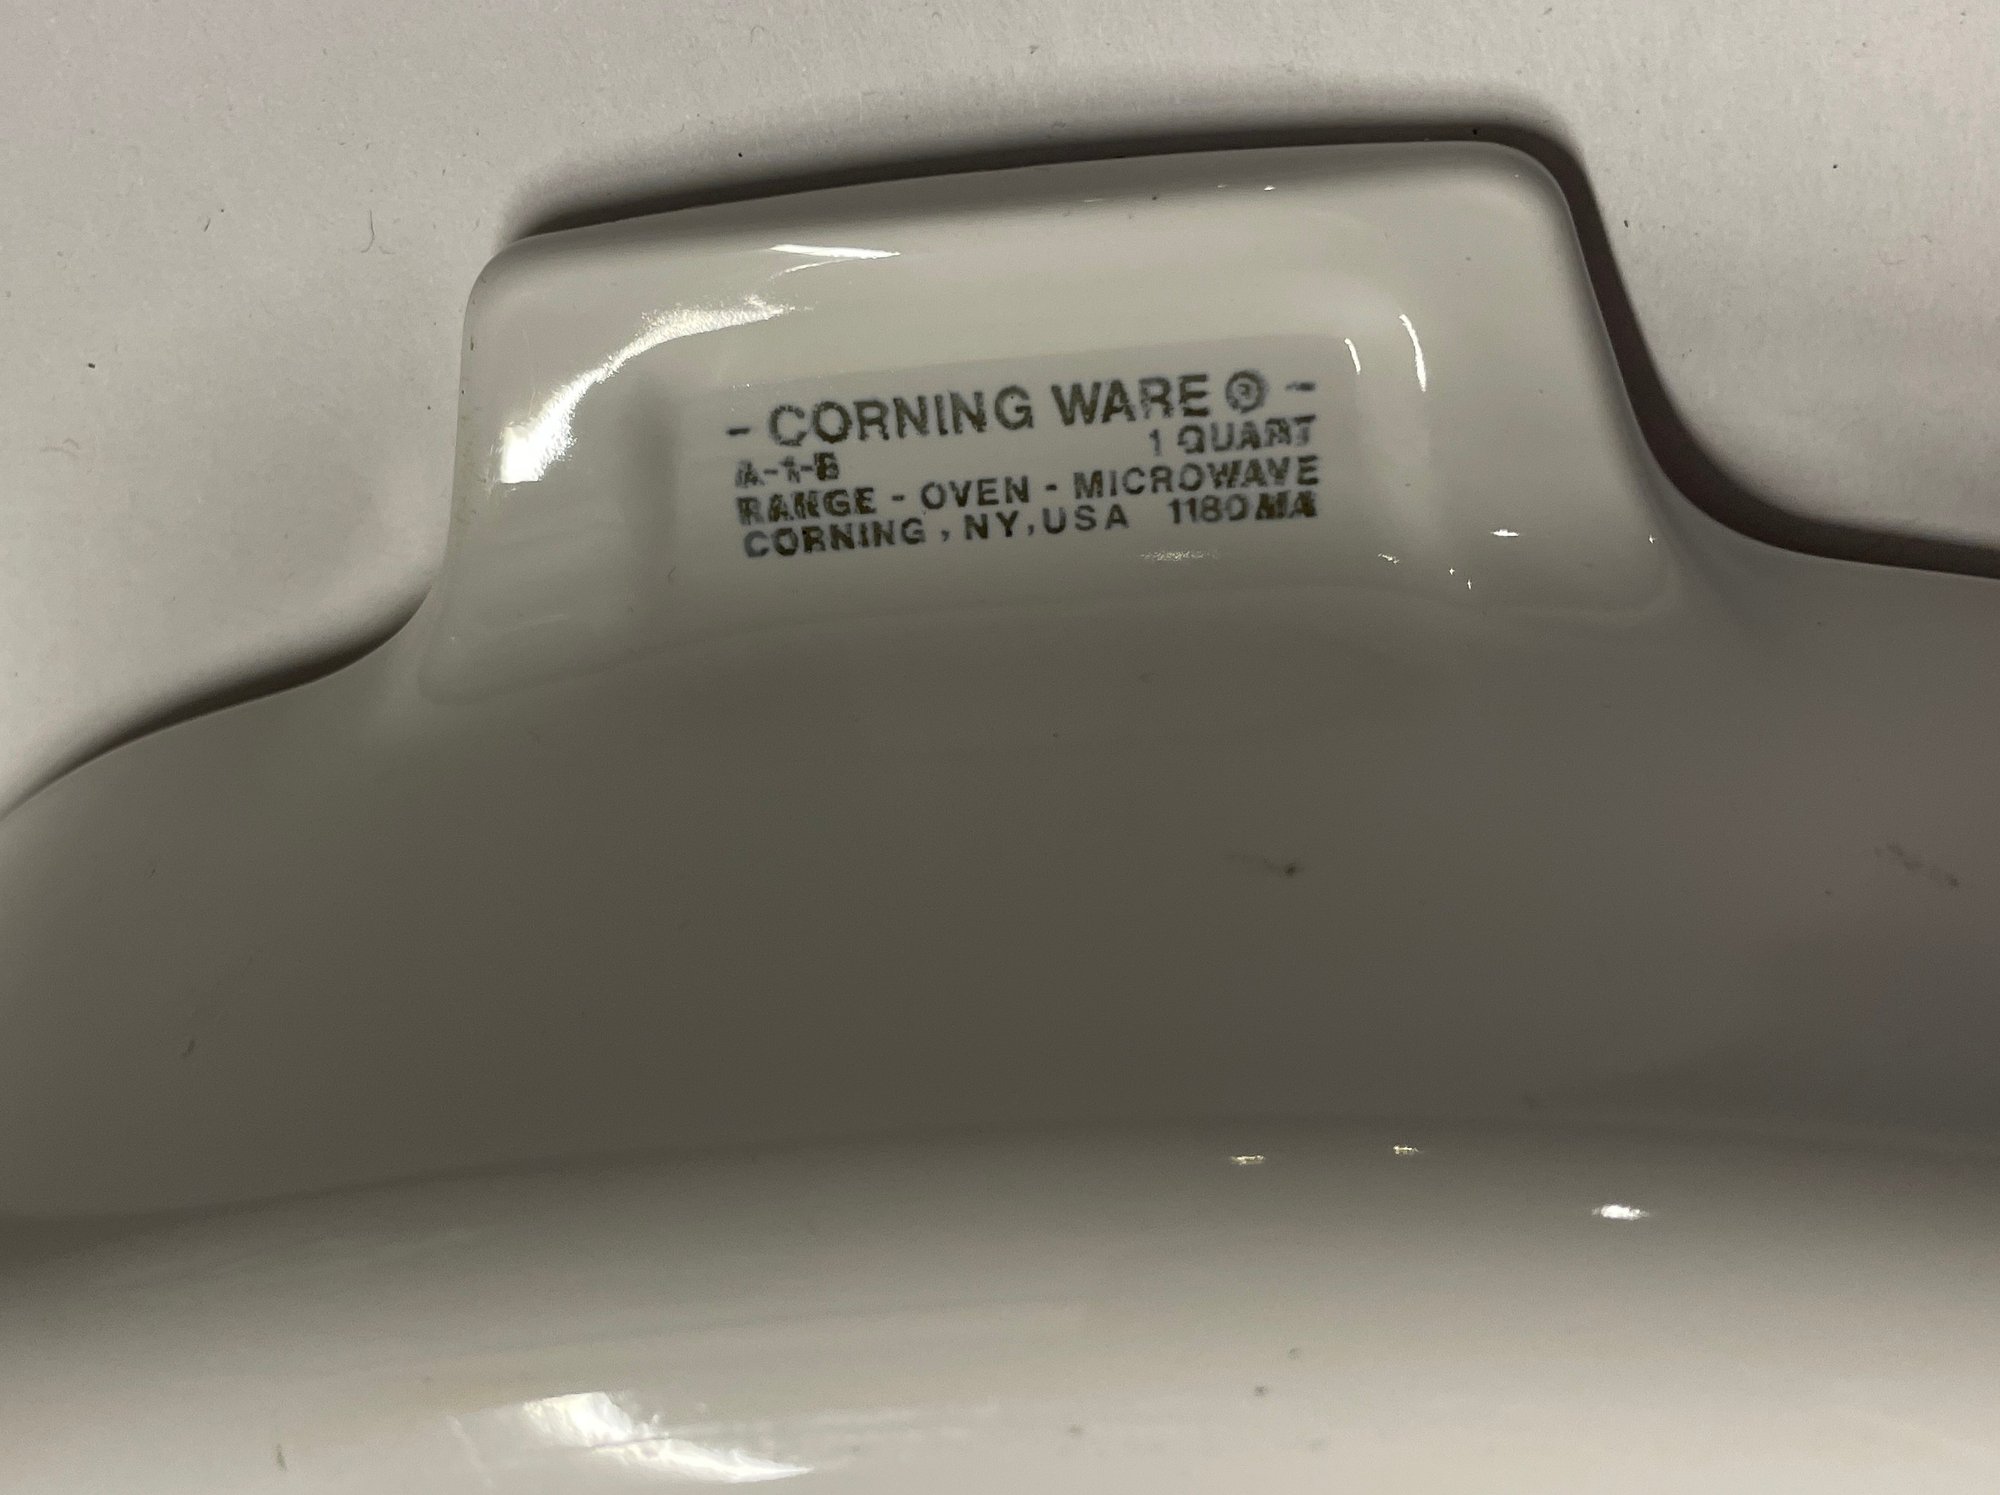 - CORNING WARE ® -
1 QUART
A-1-B
RANGE - OVEN - MICROWAVE
CORNING, NY, USA 1180 MA